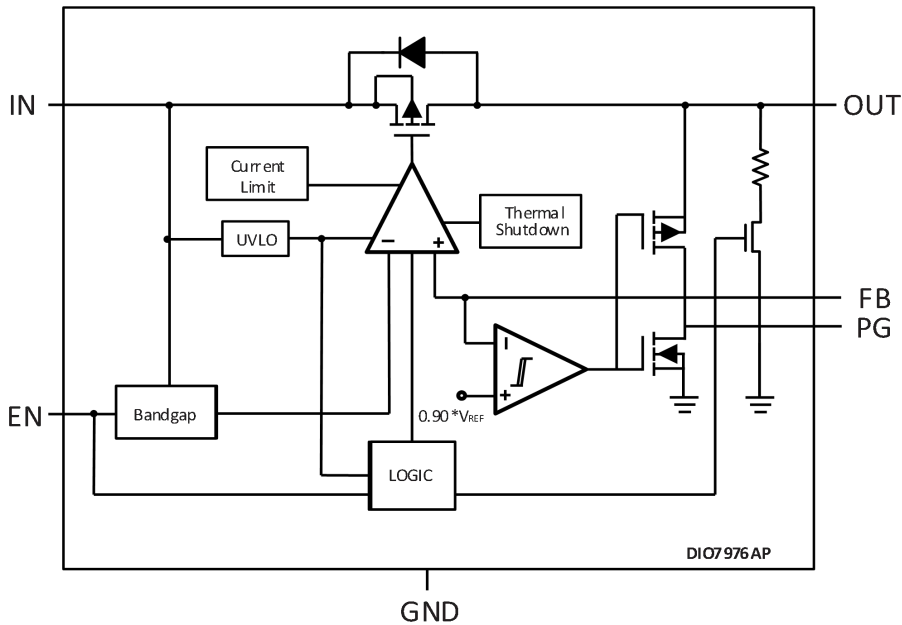 IN
OUT
Current
Limit
Thermal
Shutdown
UVLO
−
+
FB
PG
I
+
0.90*VREF
EN
Bandgap
LOGIC
DIO7976AP
GND